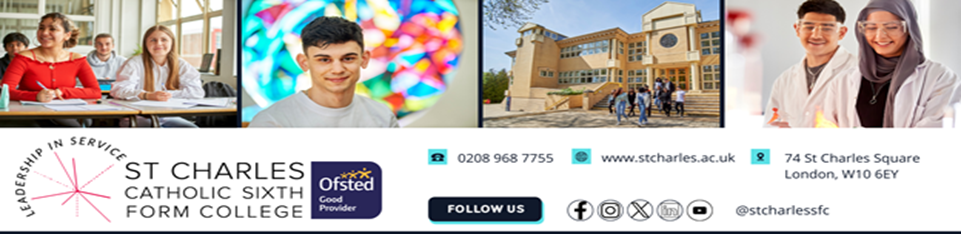 LEADERSHIP IN SERVICE
ST CHARLES
CATHOLIC SIXTH
FORM COLLEGE
Ofsted
Good
Provider
0208 968 7755
www.stcharles.ac.uk
74 St Charles Square
London, W10 6EY
FOLLOW US
@stcharlessfc